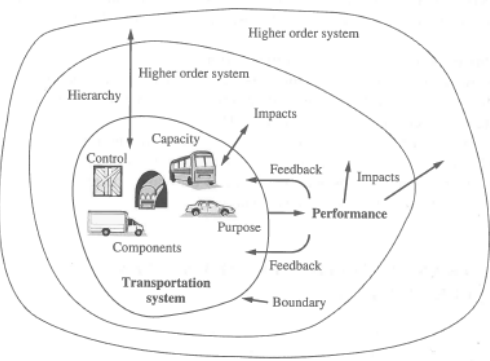 Higher order system
Higher order system
Hierarchy
Impacts
Capacity
Control
Feedback
Impacts
Performance
Purpose
Components
Feedback
Transportation
system
Boundary